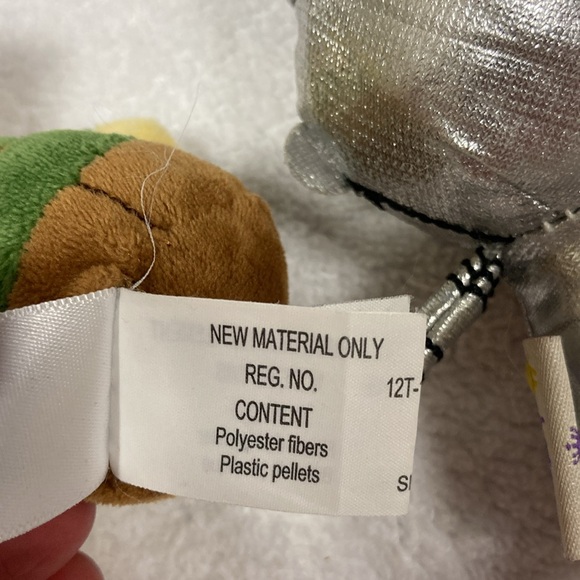 NEW MATERIAL ONLY
REG. NO.
12T-
CONTENT
Polyester fibers
Plastic pellets